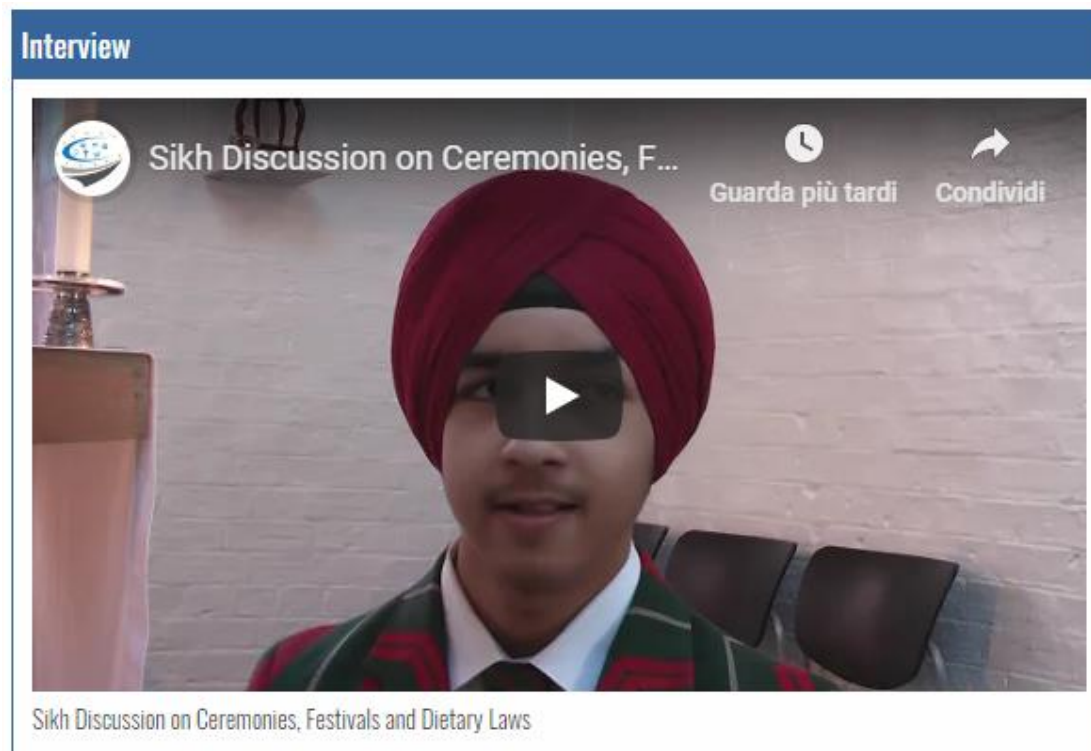 Interview
Sikh Discussion on Ceremonies, F...
Guarda più tardi
Condividi
Sikh Discussion on Ceremonies, Festivals and Dietary Laws